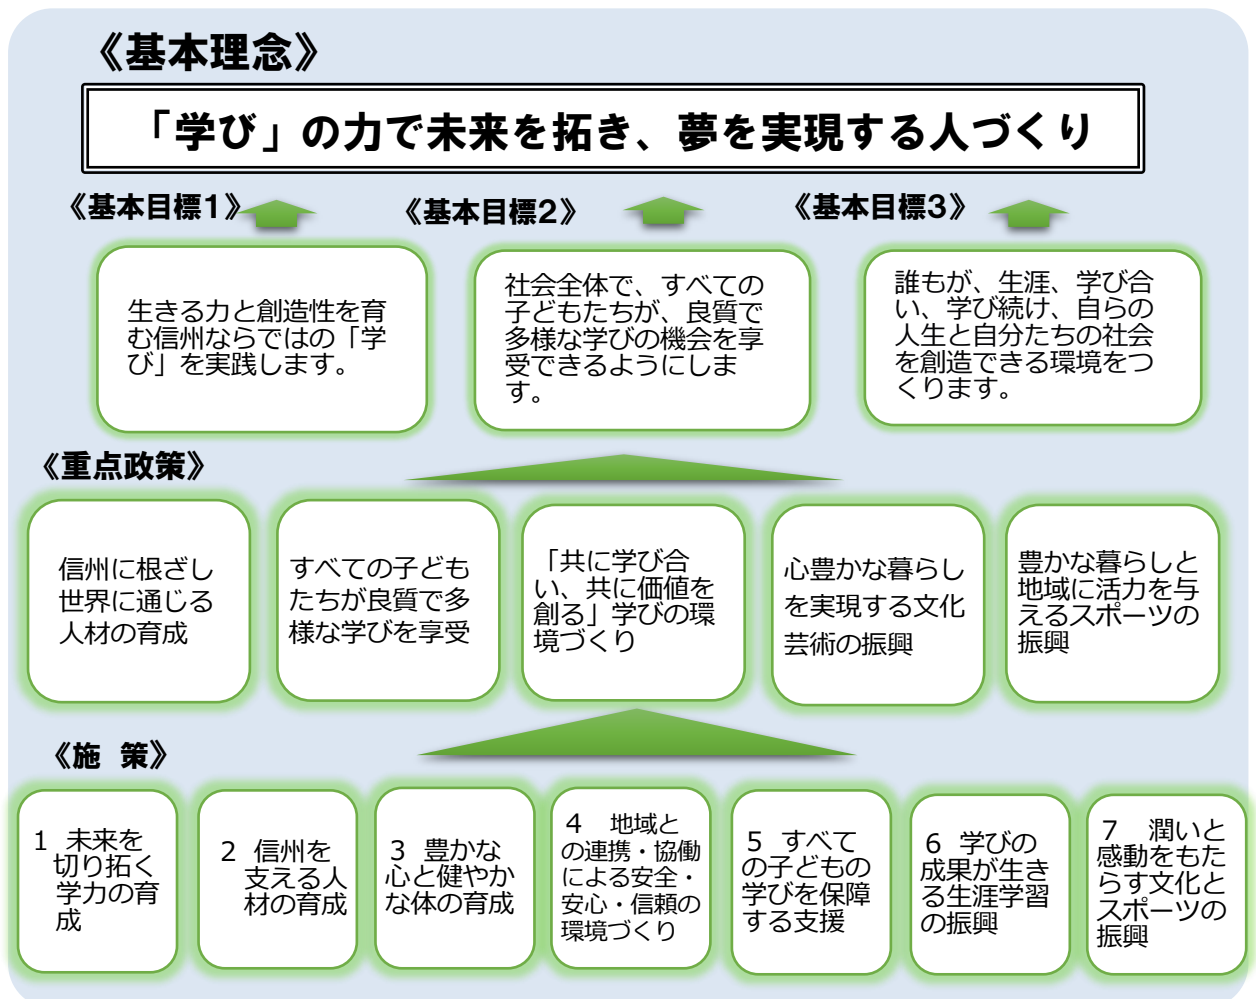 《基本理念》
「学び」の力で未来を拓き、夢を実現する人づくり
《基本目標1》
生きる力と創造性を育
む信州ならではの「学
び」を実践します。
《基本目標2》
社会全体で、すべての
子どもたちが、良質で
多様な学びの機会を享
受できるようにしま
す。
《基本目標3》
誰もが、生涯、学び合
い、学び続け、自らの
人生と自分たちの社会
を創造できる環境をつ
くります。
《重点政策》
信州に根ざし
世界に通じる
人材の育成
すべての子ども
たちが良質で多
様な学びを享受
「共に学び合
い、共に価値を
創る」学びの環
境づくり
心豊かな暮らし
を実現する文化
芸術の振興
豊かな暮らしと
地域に活力を与
えるスポーツの
振興
《施 策》
1 未来を
切り拓く
学力の育
成
2 信州を
支える人
材の育成
3 豊かな
心と健やか
な体の育成
4 地域と
の連携・協働
による安全・
安心・信頼の
環境づくり
5 すべて
の子どもの
学びを保障
する支援
6 学びの
成果が生き
る生涯学習
の振興
7 潤いと
感動をもた
らす文化と
スポーツの
振興